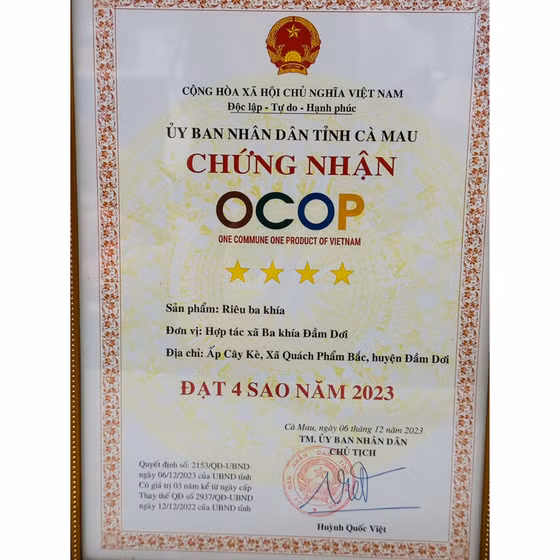 CỘNG HÒA XÃ HỘI CHỦ NGHĨA VIỆT NAM
Độc lập - Tự do - Hạnh phúc
ỦY BAN NHÂN DÂN TỈNH CÀ MAU
CHỨNG NHẬN
OCOP
ONE COMMUNE ONE PRODUCT OF VIETNAM
Sản phẩm: Riêu ba khía
Đơn vị: Hợp tác xã Ba khía Đầm Dơi
Địa chỉ: Ấp Cây Kè, Xã Quách Phẩm Bắc, huyện Đầm Dơi
ĐẠT 4 SAO NĂM 2023
Cà Mau, ngày 06 tháng 12 năm 2023
TM. ỦY BAN NHÂN DÂN
CHỦ TỊCH
Quyết định số: 2153/QĐ-UBND
ngày 06/12/2023 của UBND tỉnh
Có giá trị 03 năm kể từ ngày cấp
Thay thế QĐ số 2937/QĐ-UBND
ngày 12/12/2022 của UBND tỉnh
Huỳnh Quốc Việt